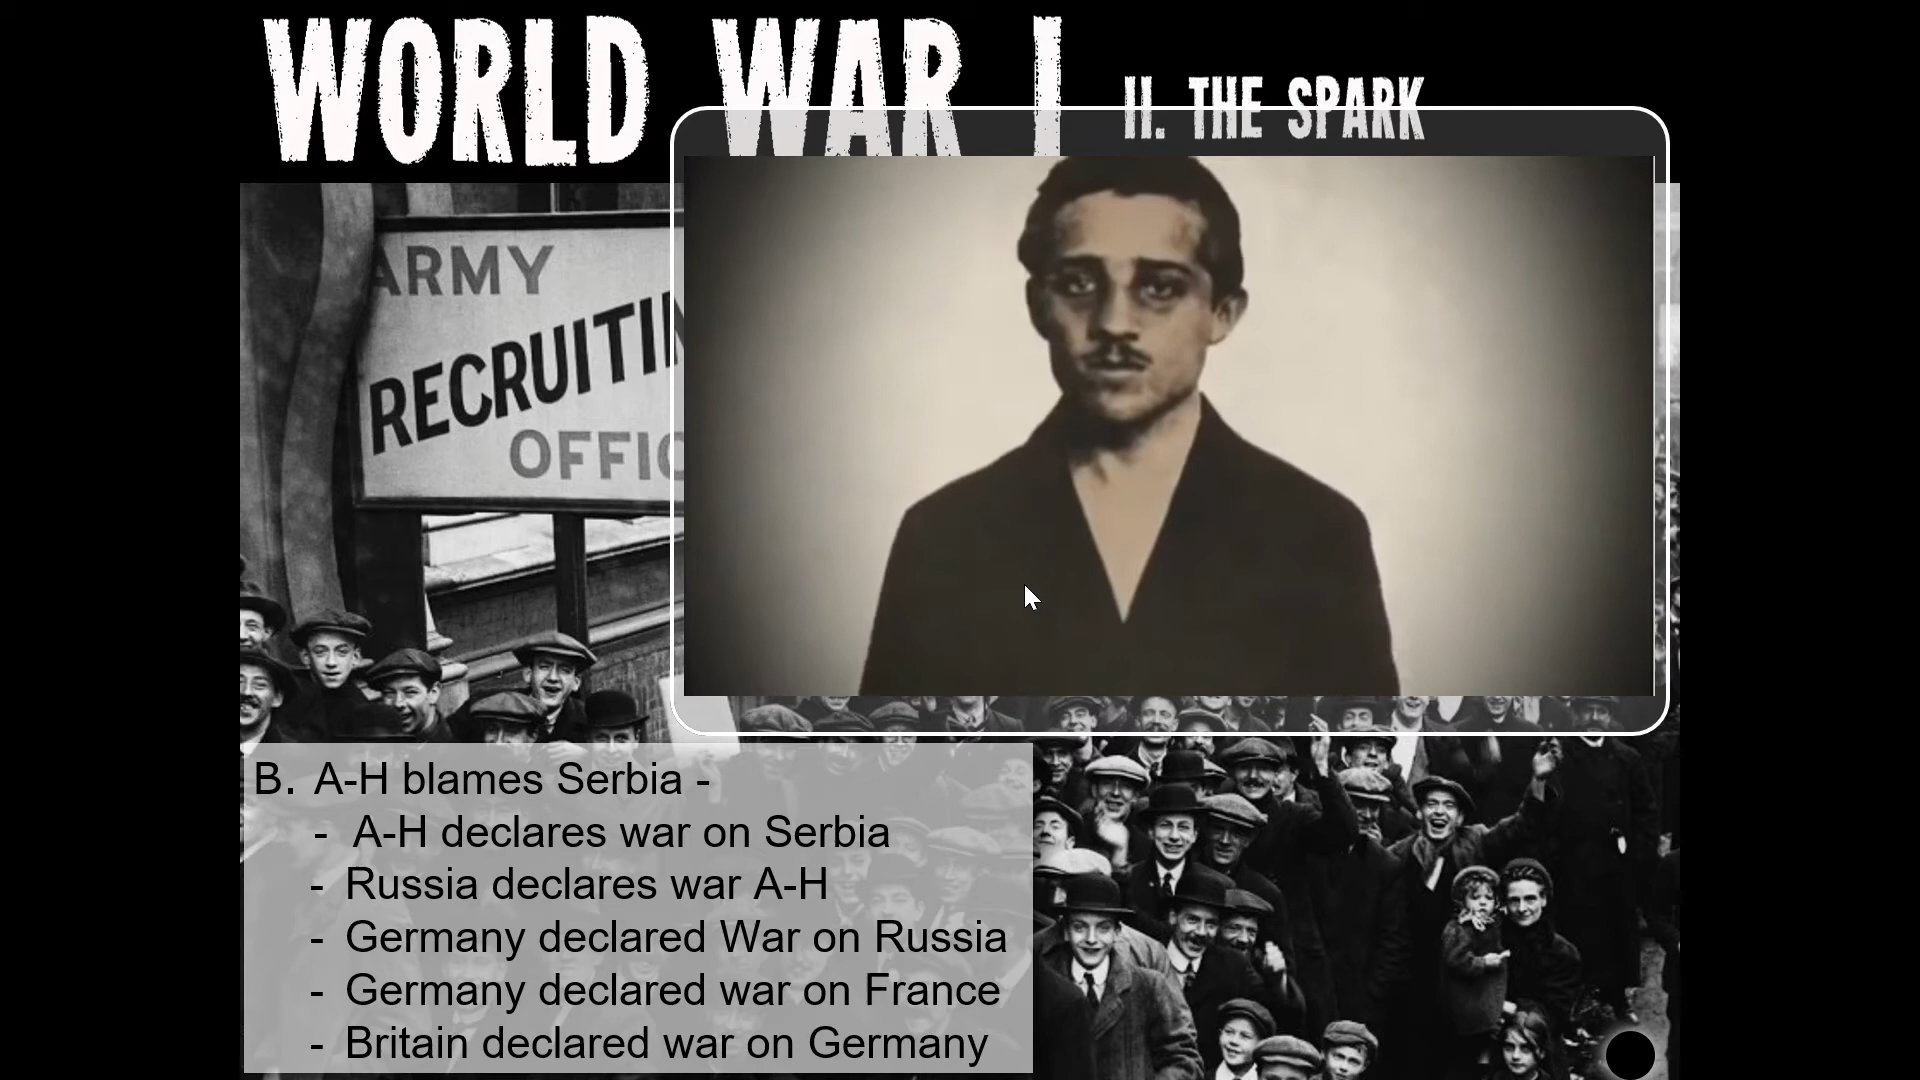 WORLD WAR I II. THE SPARK
ARMY
RECRUITI
OFFIC
B. A-H blames Serbia -
- A-H declares war on Serbia
- Russia declares war A-H
- Germany declared War on Russia
- Germany declared war on France
- Britain declared war on Germany